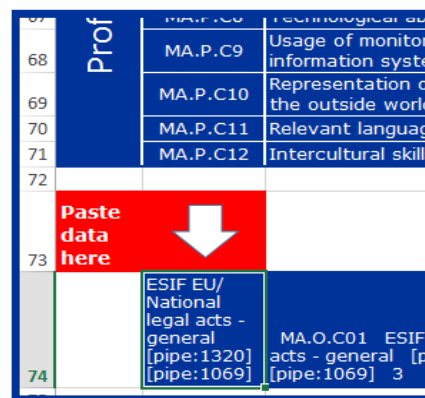 Prof
68 MA.P.C9 Usage of monitor
information syste
69 MA.P.C10 Representation o
the outside world
70 MA.P.C11 Relevant languag
71 MA.P.C12 Intercultural skill
72
Paste
data
73 here
ESIF EU/
National
legal acts -
general MA.O.C01 ESIF
[pipe:1320] acts - general [p
74 [pipe:1069] [pipe:1069] 3